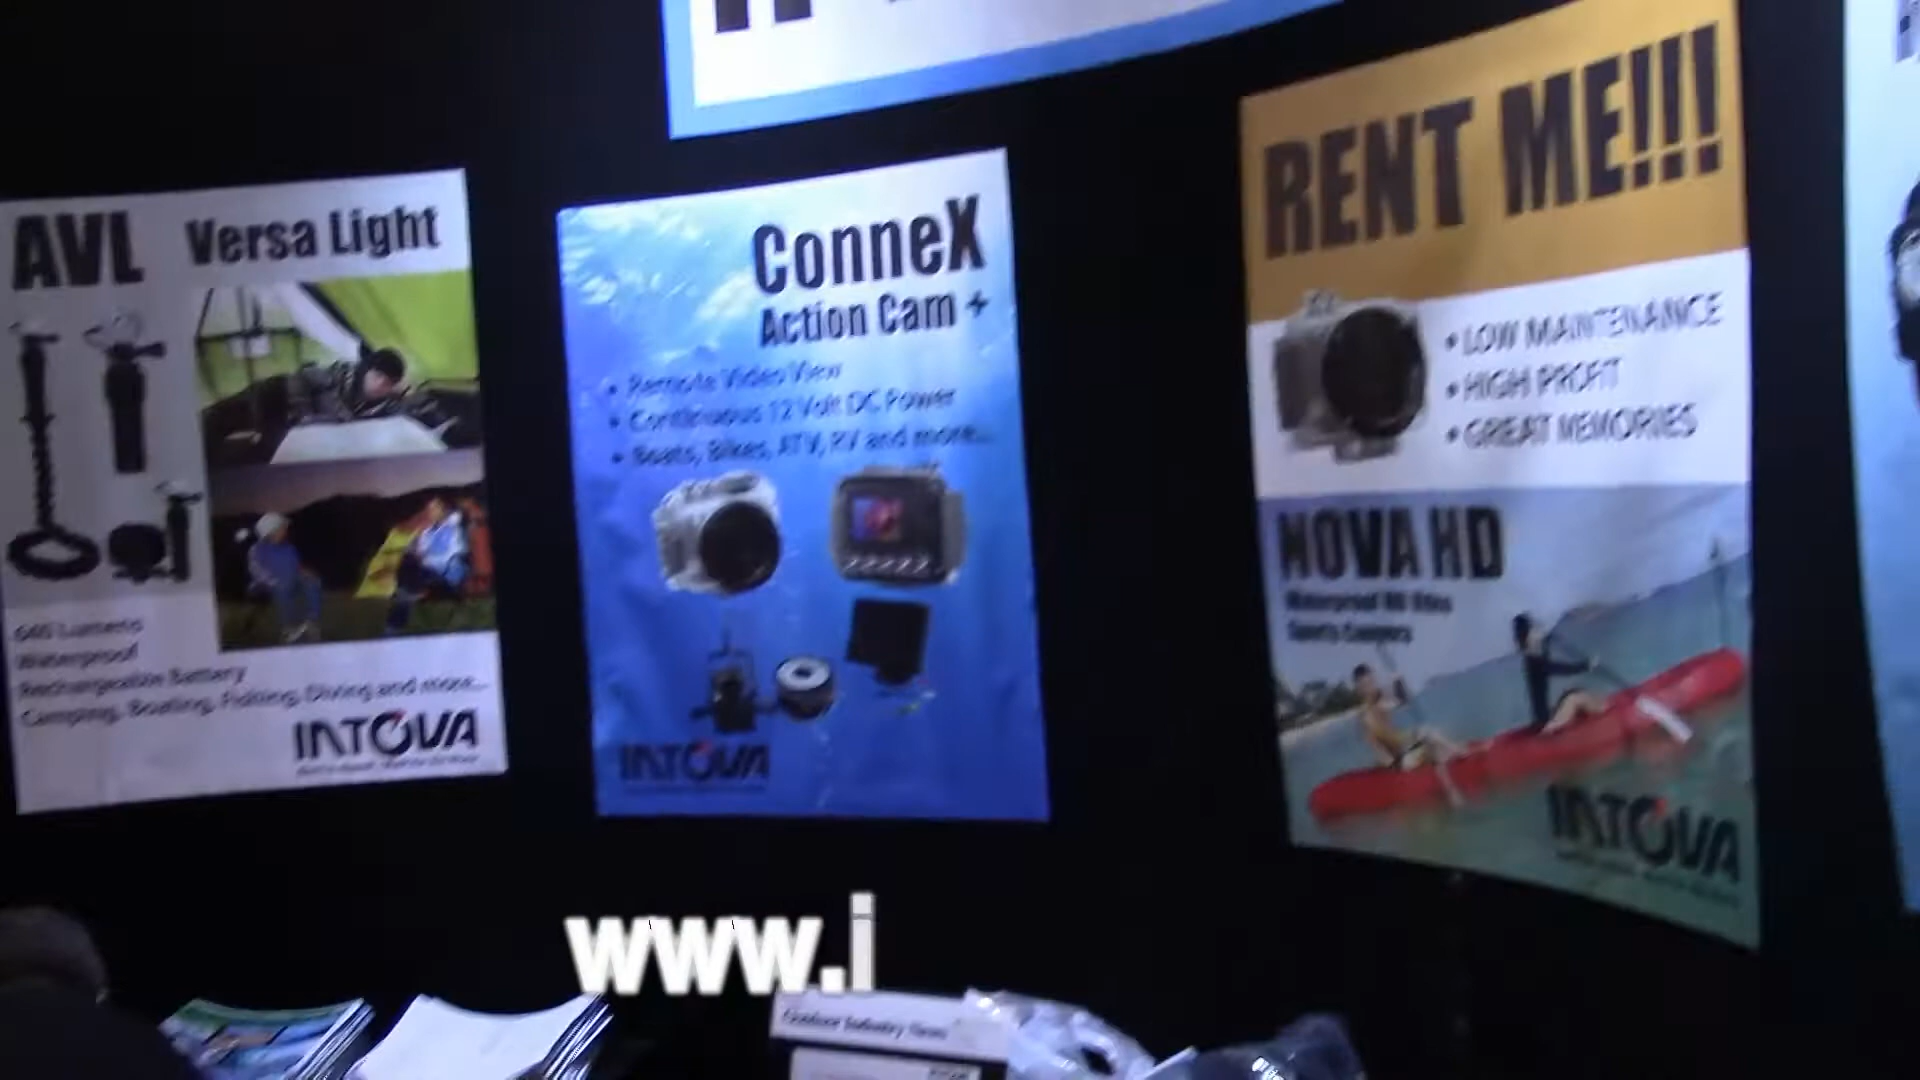 AVL Versa Light
640 Lumens
Waterproof
Rechargeable Battery
Camping, Boating, Fishing, Diving and more...
INTOVA
ConneX
Action Cam +
• Remote Video View
• Continuous 12 Volt DC Power
• Boats, Bikes, ATV, RV and more...
INTOVA
RENT ME!!!
• LOW MAINTENANCE
• HIGH PROFIT
• GREAT MEMORIES
NOVA HD
Waterproof HD Video
Sports Camera
INTOVA
www.i
Outdoor Industry